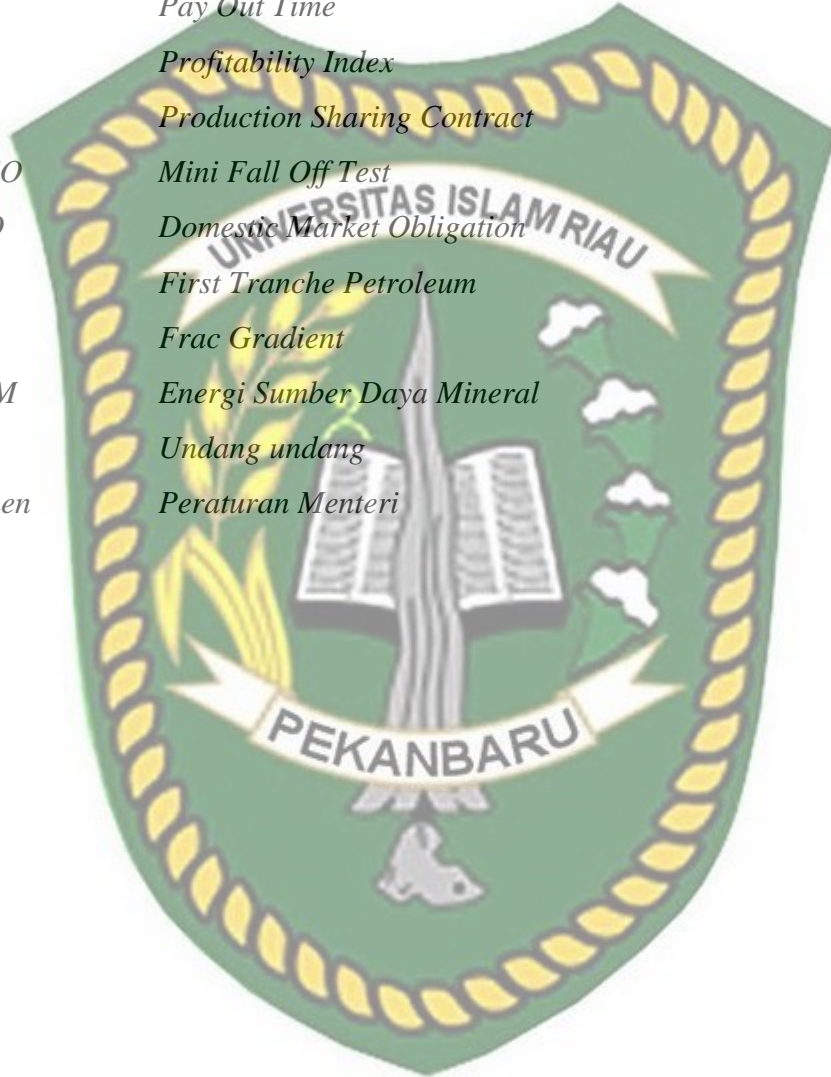 Pay Out Time
Profitability Index
Production Sharing Contract
O Mini Fall Off Test
Domestic Market Obligation
First Tranche Petroleum
Frac Gradient
M Energi Sumber Daya Mineral
Undang undang
en Peraturan Menteri
UNIVERSITAS ISLAM RIAU
PEKANBARU